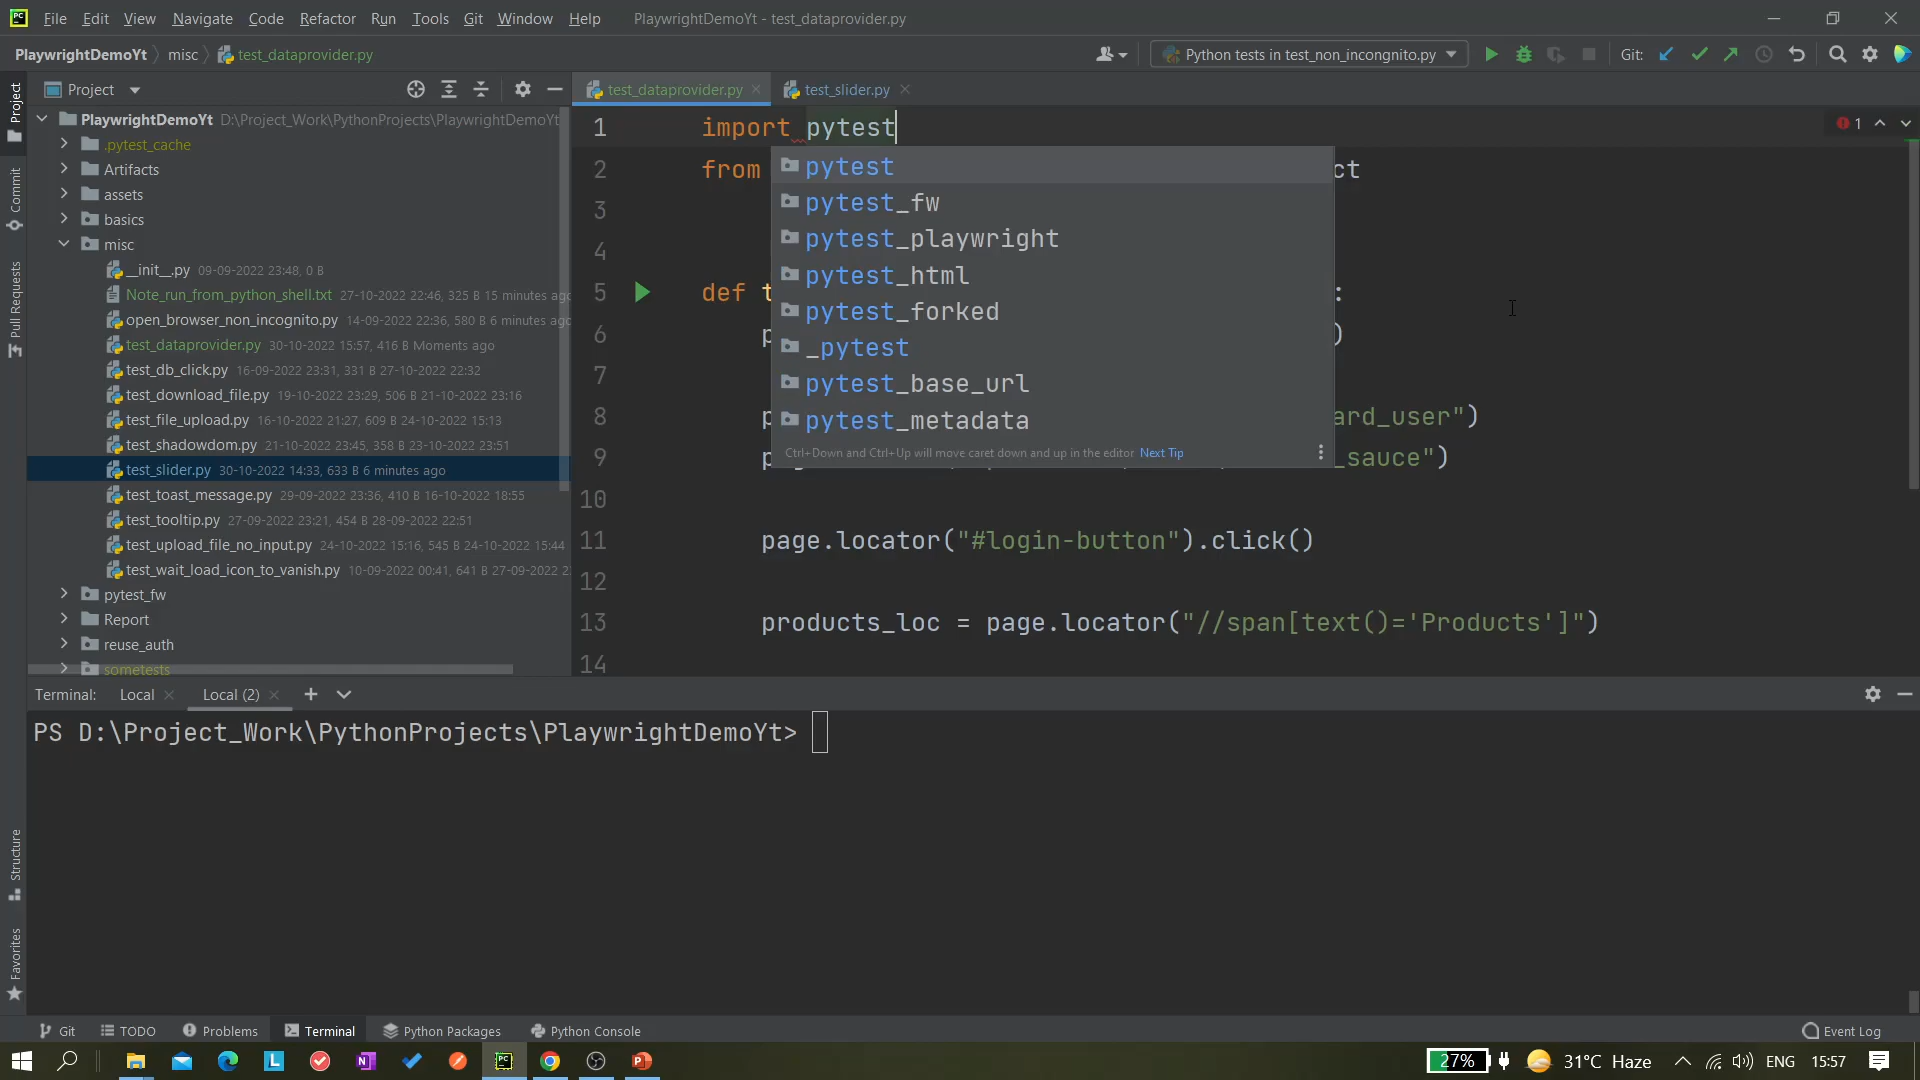 File Edit View Navigate Code Refactor Run Tools Git Window Help PlaywrightDemoYt - test_dataprovider.py
PlaywrightDemoYt misc test_dataprovider.py Python tests in test_non_incongnito.py Git:
Project
test_dataprovider.py test_slider.py
PlaywrightDemoYt D:\Project_Work\PythonProjects\PlaywrightDemoYt
.pytest_cache
Artifacts
assets
basics
misc
__init__.py 09-09-2022 23:48, 0 B
Note_run_from_python_shell.txt 27-10-2022 22:46, 325 B 15 minutes ago
open_browser_non_incognito.py 14-09-2022 22:36, 580 B 6 minutes ago
test_dataprovider.py 30-10-2022 15:57, 416 B Moments ago
test_db_click.py 16-09-2022 23:31, 331 B 27-10-2022 22:32
test_download_file.py 19-10-2022 23:29, 506 B 21-10-2022 23:16
test_file_upload.py 16-10-2022 21:27, 609 B 24-10-2022 15:13
test_shadowdom.py 21-10-2022 23:45, 358 B 23-10-2022 23:51
test_slider.py 30-10-2022 14:33, 633 B 6 minutes ago
test_toast_message.py 29-09-2022 23:36, 410 B 16-10-2022 18:55
test_tooltip.py 27-09-2022 23:21, 454 B 28-09-2022 22:51
test_upload_file_no_input.py 24-10-2022 15:16, 545 B 24-10-2022 15:44
test_wait_load_icon_to_vanish.py 10-09-2022 00:41, 641 B 27-09-2022 2
pytest_fw
Report
reuse_auth
sometests
Project
Commit
Pull Requests
Structure
Favorites
1 import pytest
1
2 from ct
3
4
5 def t :
6 p )
7
8 p ard_user")
9 p _sauce")
10
11 page.locator("#login-button").click()
12
13 products_loc = page.locator("//span[text()='Products']")
14
pytest
pytest_fw
pytest_playwright
pytest_html
pytest_forked
_pytest
pytest_base_url
pytest_metadata
Ctrl+Down and Ctrl+Up will move caret down and up in the editor Next Tip
Terminal: Local Local (2)
PS D:\Project_Work\PythonProjects\PlaywrightDemoYt>
Git TODO Problems Terminal Python Packages Python Console Event Log
27% 31°C Haze ENG 15:57